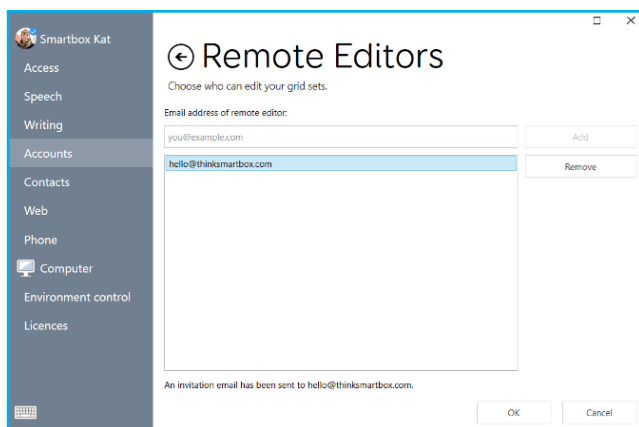 Smartbox Kat
Access
Speech
Writing
Accounts
Contacts
Web
Phone
Computer
Environment control
Licences
Remote Editors
Choose who can edit your grid sets.
Email address of remote editor:
you@example.com
Add
hello@thinksmartbox.com
Remove
An invitation email has been sent to hello@thinksmartbox.com.
OK
Cancel